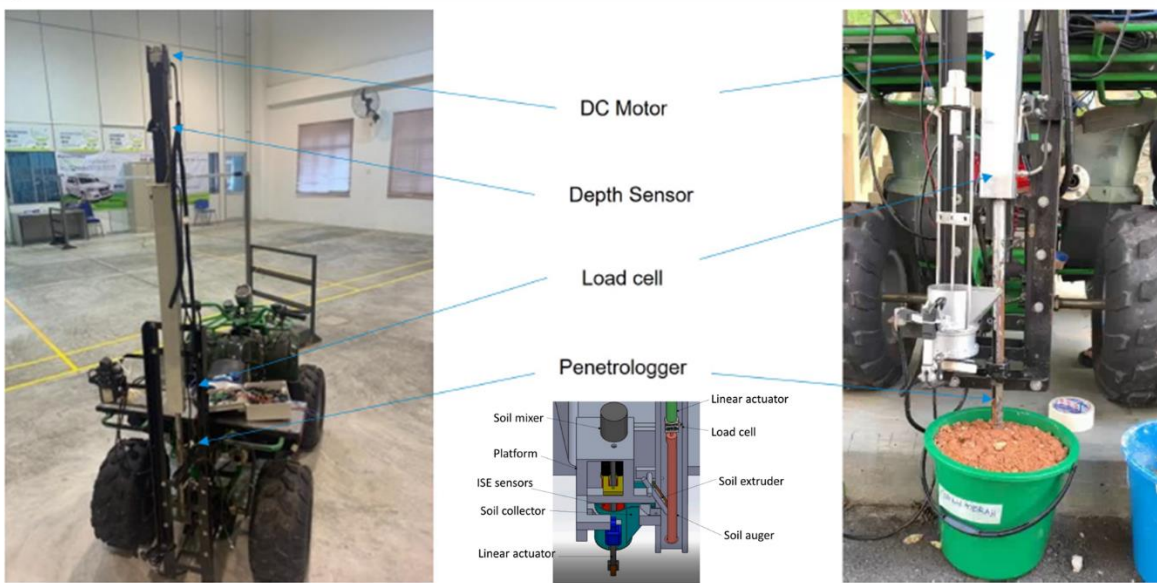 DC Motor
Depth Sensor
Load cell
Penetrologger
Linear actuator
Soil mixer
Load cell
Platform
ISE sensors
Soil extruder
Soil collector
Soil auger
Linear actuator